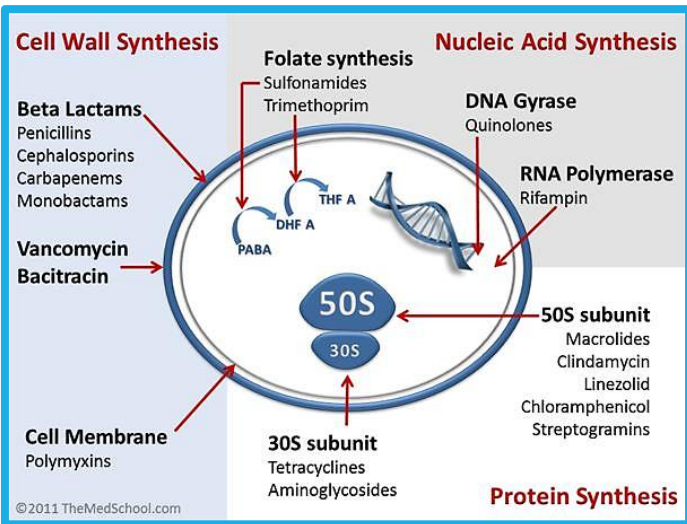 Cell Wall Synthesis
Nucleic Acid Synthesis
Folate synthesis
Sulfonamides
Trimethoprim
Beta Lactams
Penicillins
Cephalosporins
Carbapenems
Monobactams
DNA Gyrase
Quinolones
RNA Polymerase
Rifampin
THF A
DHF A
PABA
Vancomycin
Bacitracin
50S
30S
50S subunit
Macrolides
Clindamycin
Linezolid
Chloramphenicol
Streptogramins
Cell Membrane
Polymyxins
30S subunit
Tetracyclines
Aminoglycosides
Protein Synthesis
©2011 TheMedSchool.com